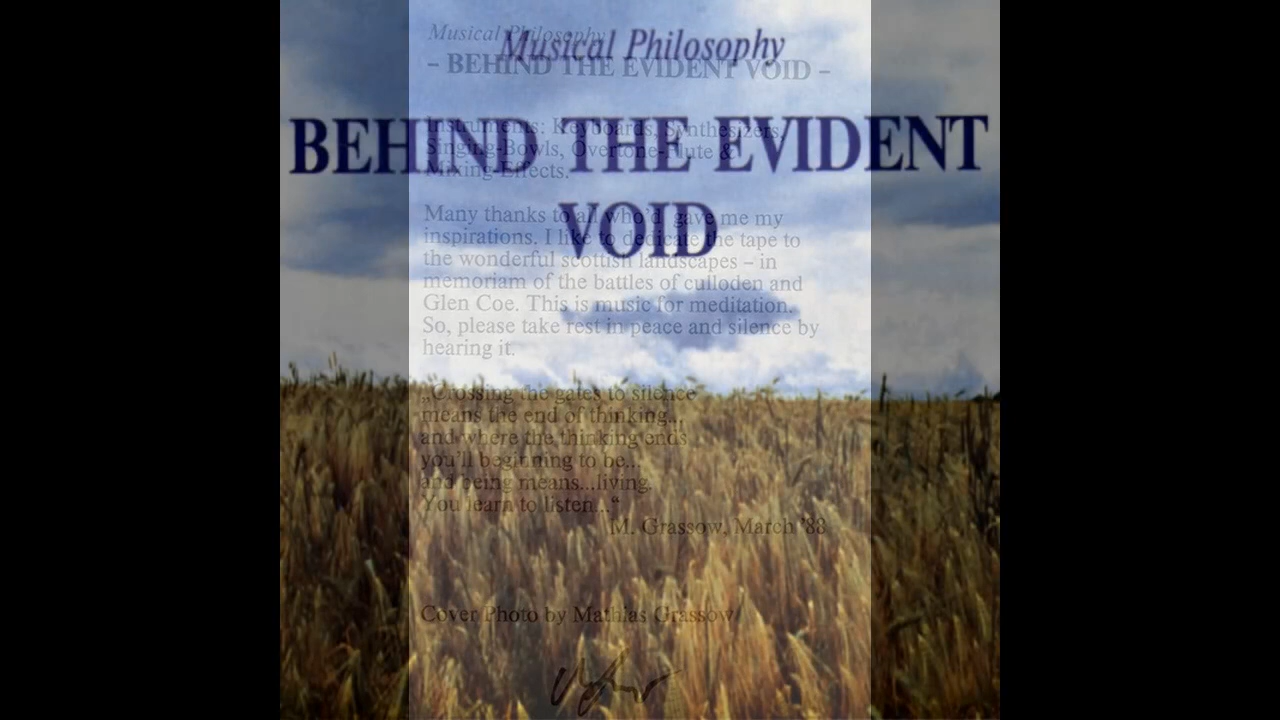 Musical Philosophy
BEHIND THE EVIDENT
VOID
Musical Philosophy
– BEHIND THE EVIDENT VOID –
Instruments: Keyboards, Synthesizers,
Singing-Bowls, Overtone-Flute &
Mixing-Effects.
Many thanks to all who'd gave me my
inspirations. I like to dedicate the tape to
the wonderful scottish landscapes – in
memoriam of the battles of culloden and
Glen Coe. This is music for meditation.
So, please take rest in peace and silence by
hearing it.
„Crossing the gates to silence
means the end of thinking...
and where the thinking ends
you'll beginning to be...
and being means...living.
You learn to listen...“
M. Grassow, March '88
Cover Photo by Mathias Grassow